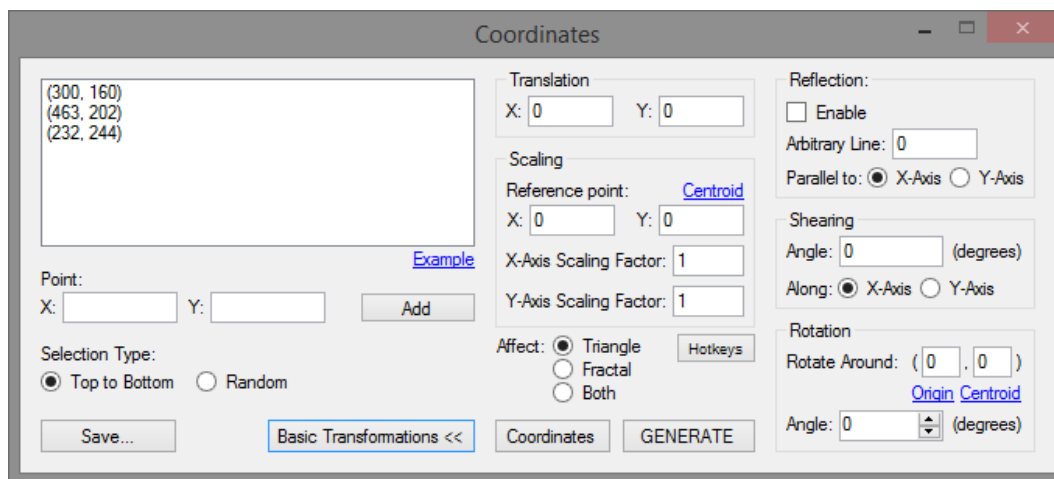 Coordinates
(300, 160)
(463, 202)
(232, 244)
Example
Point:
X: Y: Add
Selection Type:
Top to Bottom Random
Save... Basic Transformations <<
Translation
X: 0 Y: 0
Scaling
Reference point: Centroid
X: 0 Y: 0
X-Axis Scaling Factor: 1
Y-Axis Scaling Factor: 1
Affect: Triangle Hotkeys
Fractal
Both
Coordinates GENERATE
Reflection:
Enable
Arbitrary Line: 0
Parallel to: X-Axis Y-Axis
Shearing
Angle: 0 (degrees)
Along: X-Axis Y-Axis
Rotation
Rotate Around: ( 0 , 0 )
Origin Centroid
Angle: 0 (degrees)